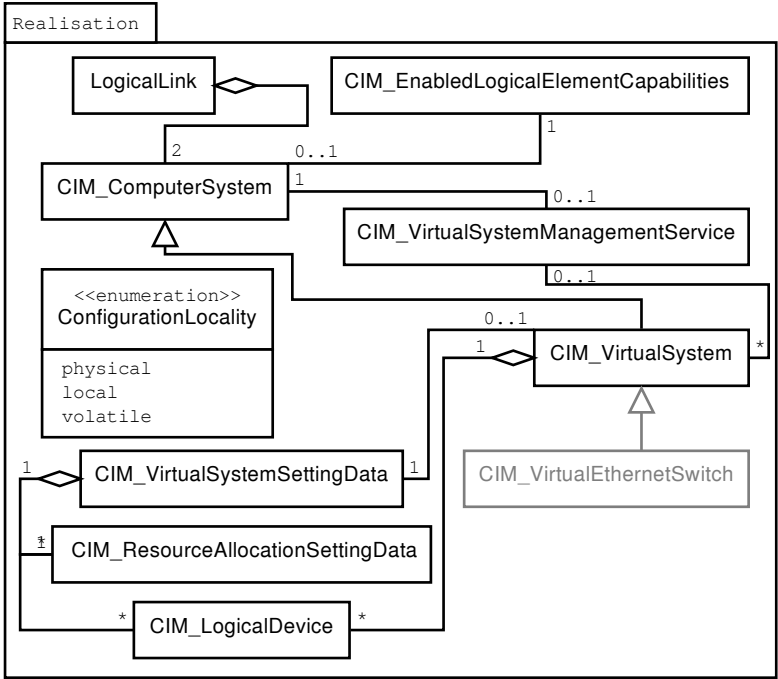 Realisation
LogicalLink
CIM_EnabledLogicalElementCapabilities
1
2
0..1
CIM_ComputerSystem
1
0..1
CIM_VirtualSystemManagementService
0..1
<<enumeration>>
ConfigurationLocality
physical
local
volatile
0..1
1
CIM_VirtualSystem
*
1
CIM_VirtualSystemSettingData
1
CIM_VirtualEthernetSwitch
*
1
CIM_ResourceAllocationSettingData
*
CIM_LogicalDevice
*